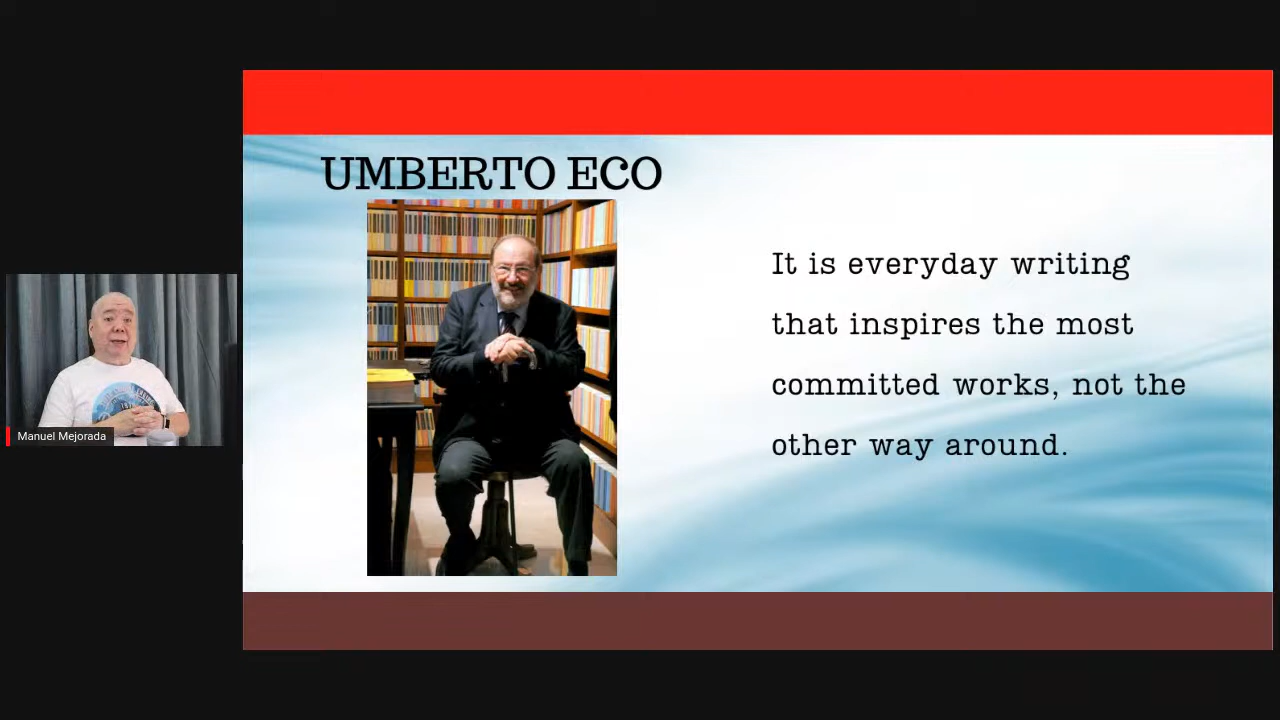 UMBERTO ECO
It is everyday writing
that inspires the most
committed works, not the
other way around.
Manuel Mejorada